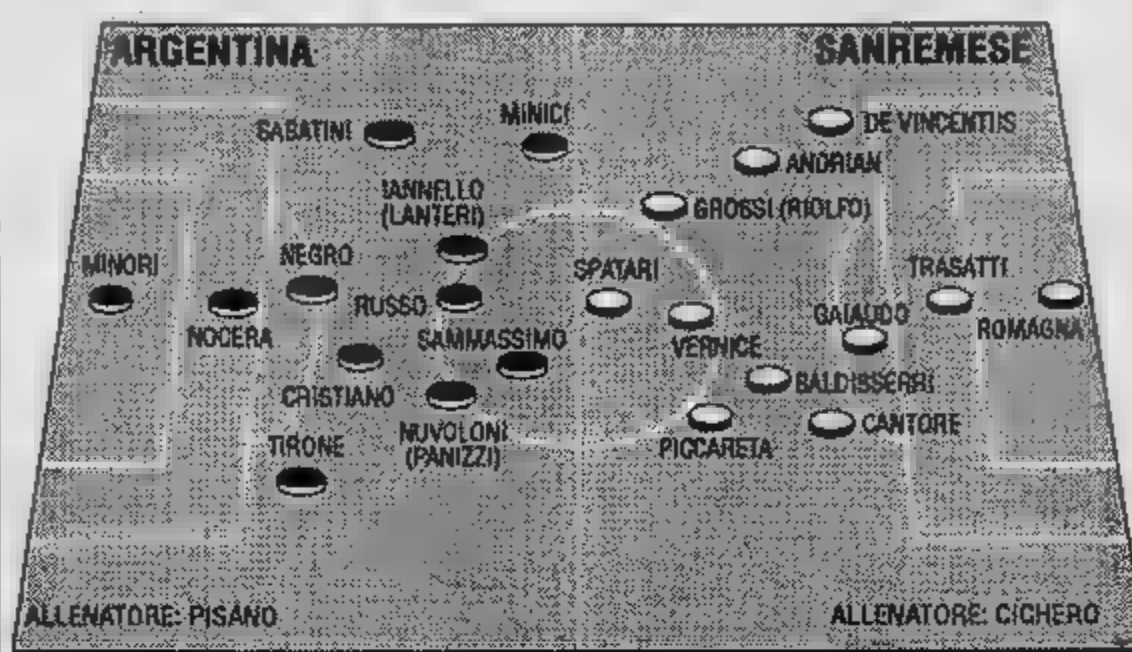 ARGENTINA
SANREMESE
SABATINI
MINICI
DE VINCENTIIS
ANDRIAN
IANNELLO
(LANTERI)
GROSSI (RIOLFO)
MINORI
NEGRO
SPATARI
TRASATTI
RUSSO
NOCERA
GAIAUDO
ROMAGNA
SAMMASSIMO
VERNICE
CRISTIANO
BALDISSERRI
TIRONE
NUVOLONI
(PANIZZI)
PICCARETA
CANTORE
ALLENATORE: PISANO
ALLENATORE: CICHERO